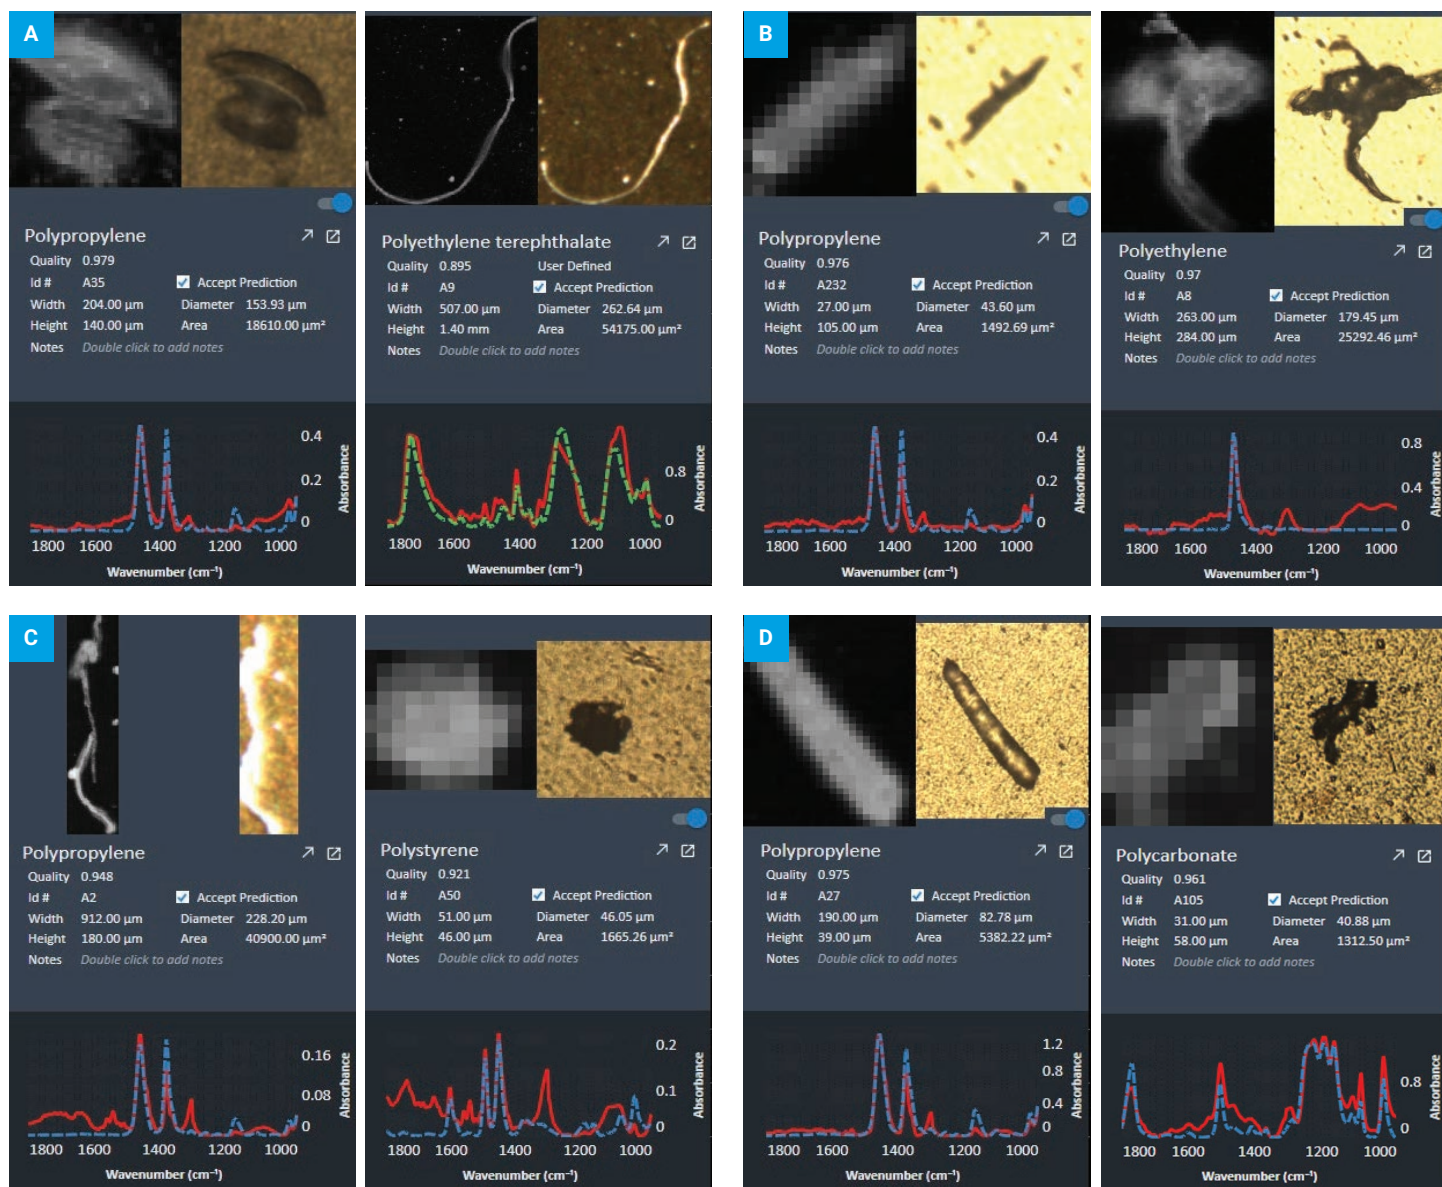 A
Polypropylene
Quality 0.979
Id # A35 Accept Prediction
Width 204.00 µm Diameter 153.93 µm
Height 140.00 µm Area 18610.00 µm²
Notes Double click to add notes
0.4
0.2
0
Absorbance
1800 1600 1400 1200 1000
Wavenumber (cm⁻¹)
Polyethylene terephthalate
Quality 0.895 User Defined
Id # A9 Accept Prediction
Width 507.00 µm Diameter 262.64 µm
Height 1.40 mm Area 54175.00 µm²
Notes Double click to add notes
0.8
0
Absorbance
1800 1600 1400 1200 1000
Wavenumber (cm⁻¹)
B
Polypropylene
Quality 0.976
Id # A232 Accept Prediction
Width 27.00 µm Diameter 43.60 µm
Height 105.00 µm Area 1492.69 µm²
Notes Double click to add notes
0.4
0.2
0
Absorbance
1800 1600 1400 1200 1000
Wavenumber (cm⁻¹)
Polyethylene
Quality 0.97
Id # A8 Accept Prediction
Width 263.00 µm Diameter 179.45 µm
Height 284.00 µm Area 25292.46 µm²
Notes Double click to add notes
0.8
0.4
0
Absorbance
1800 1600 1400 1200 1000
Wavenumber (cm⁻¹)
C
Polypropylene
Quality 0.948
Id # A2 Accept Prediction
Width 912.00 µm Diameter 228.20 µm
Height 180.00 µm Area 40900.00 µm²
Notes Double click to add notes
0.16
0.08
0
Absorbance
1800 1600 1400 1200 1000
Wavenumber (cm⁻¹)
Polystyrene
Quality 0.921
Id # A50 Accept Prediction
Width 51.00 µm Diameter 46.05 µm
Height 46.00 µm Area 1665.26 µm²
Notes Double click to add notes
0.2
0.1
0
Absorbance
1800 1600 1400 1200 1000
Wavenumber (cm⁻¹)
D
Polypropylene
Quality 0.975
Id # A27 Accept Prediction
Width 190.00 µm Diameter 82.78 µm
Height 39.00 µm Area 5382.22 µm²
Notes Double click to add notes
1.2
0.8
0.4
0
Absorbance
1800 1600 1400 1200 1000
Wavenumber (cm⁻¹)
Polycarbonate
Quality 0.961
Id # A105 Accept Prediction
Width 31.00 µm Diameter 40.88 µm
Height 58.00 µm Area 1312.50 µm²
Notes Double click to add notes
0.8
0
Absorbance
1800 1600 1400 1200 1000
Wavenumber (cm⁻¹)